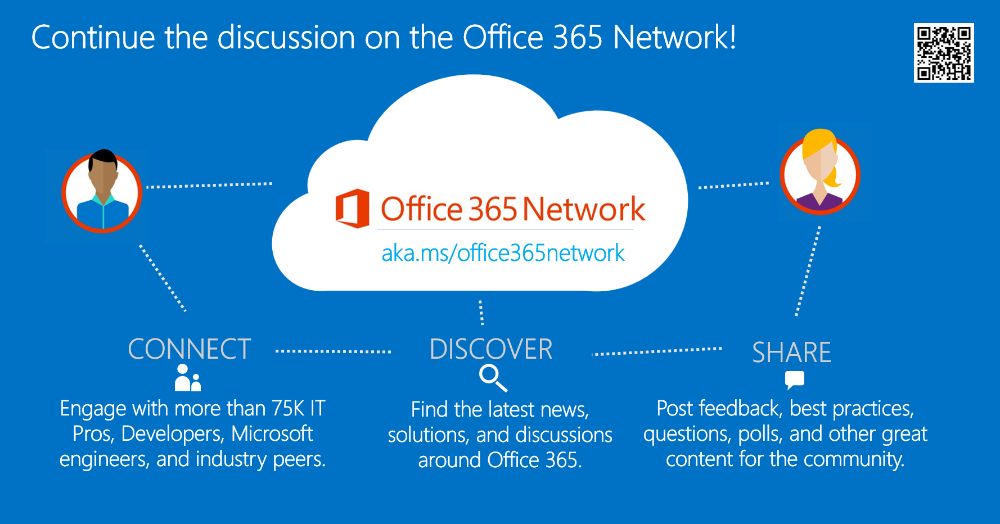 Continue the discussion on the Office 365 Network!
Office 365 Network
aka.ms/office365network
CONNECT
Engage with more than 75K IT
Pros, Developers, Microsoft
engineers, and industry peers.
DISCOVER
Find the latest news,
solutions, and discussions
around Office 365.
SHARE
Post feedback, best practices,
questions, polls, and other great
content for the community.